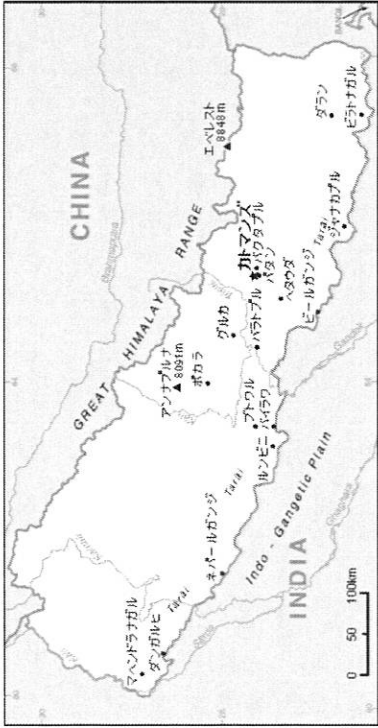 CHINA
GREAT HIMALAYA RANGE
エベレスト
8848m
アンナプルナ
8091m
ポカラ
グルカ
カトマンズ
バクタプル
パタン
バラトプル
ヘタウダ
ダラン
ビラトナガル
ジャナカプル
Tarai
ビールガンジ
ブトワル
バイラワ
ルンビニ
Tarai
ネパールガンジ
マヘンドラナガル
ダンガルヒ
Tarai
Indo - Gangetic Plain
INDIA
0 50 100km